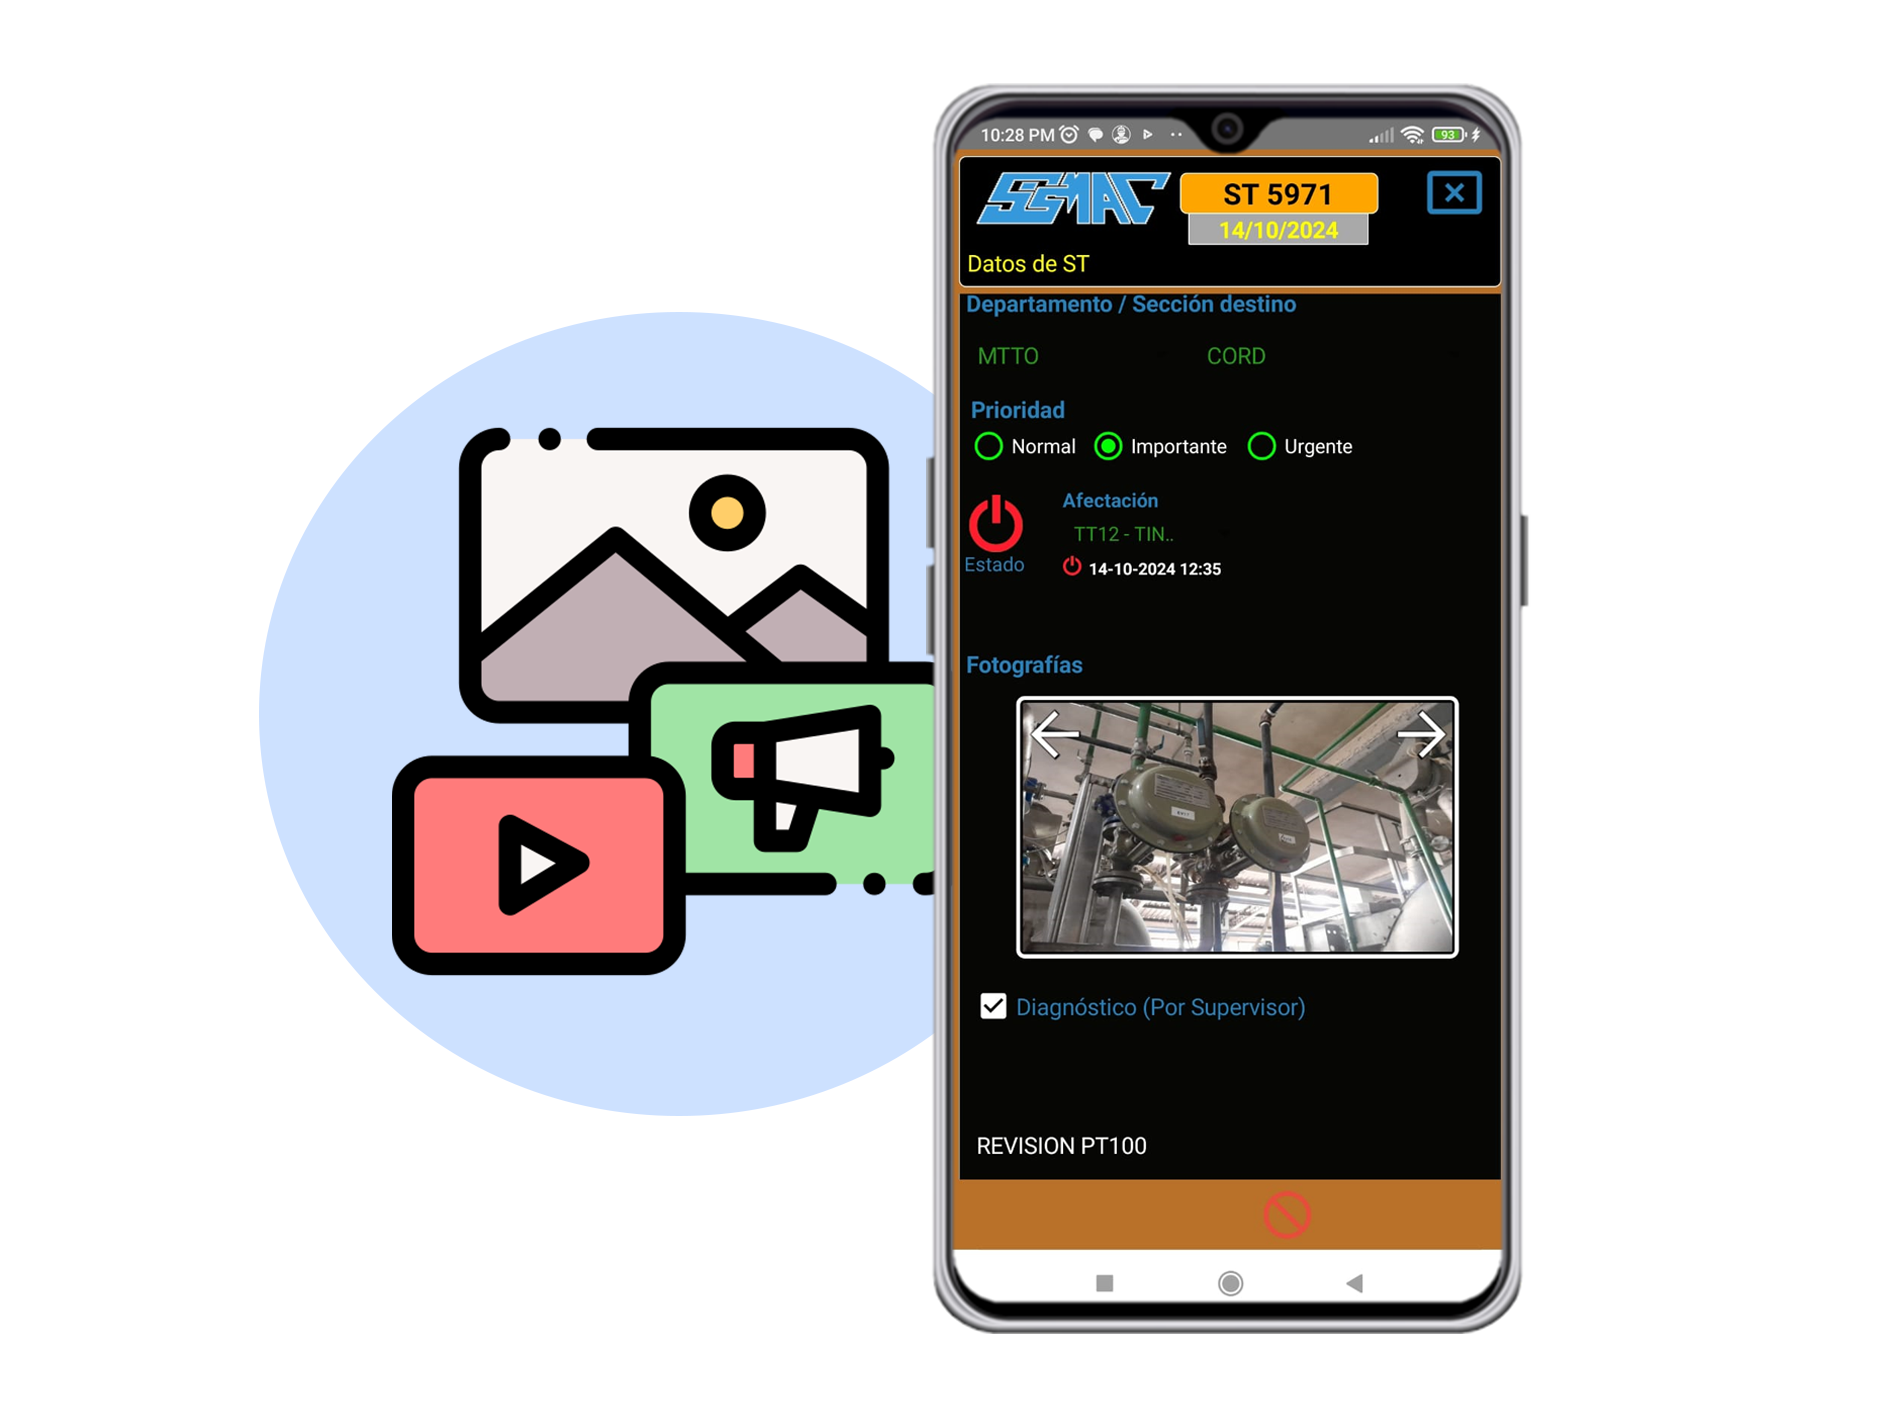 10:28 PM
93
SGMAC
ST 5971
14/10/2024
Datos de ST
Departamento / Sección destino
MTTO CORD
Prioridad
Normal Importante Urgente
Afectación
TT12 - TIN..
Estado
14-10-2024 12:35
Fotografías
Diagnóstico (Por Supervisor)
REVISION PT100